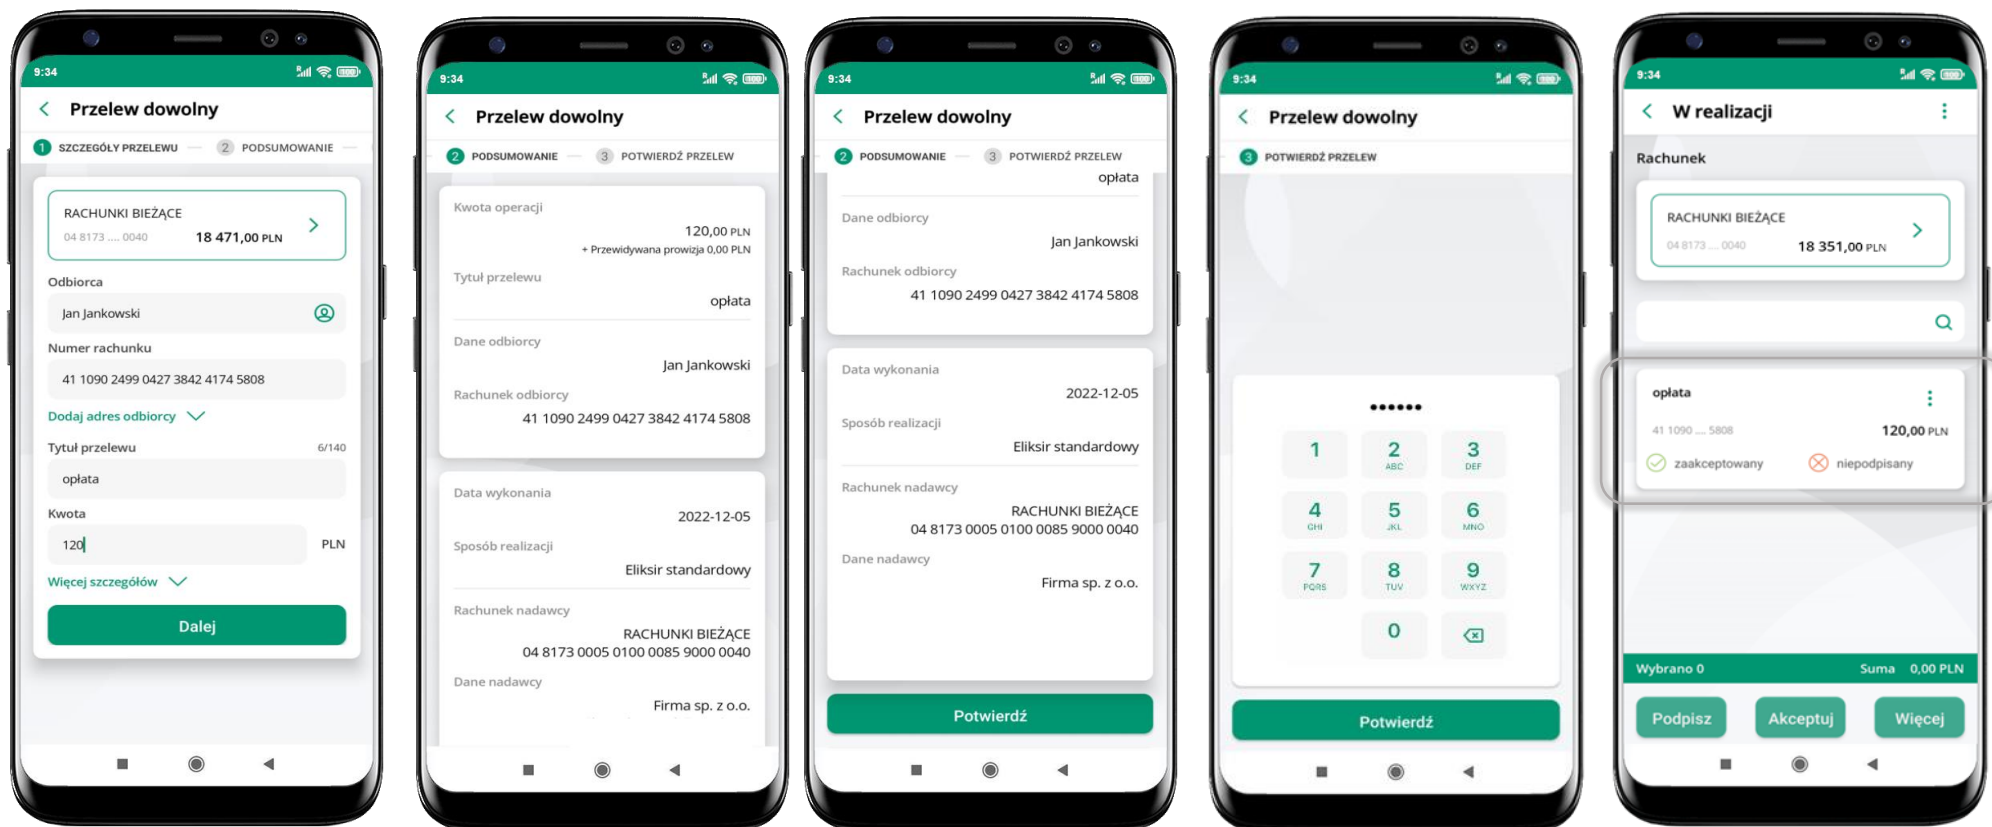 9:34
Przelew dowolny
1 SZCZEGÓŁY PRZELEWU 2 PODSUMOWANIE
RACHUNKI BIEŻĄCE
04 8173 .... 0040 18 471,00 PLN
Odbiorca
Jan Jankowski
Numer rachunku
41 1090 2499 0427 3842 4174 5808
Dodaj adres odbiorcy
Tytuł przelewu 6/140
opłata
Kwota
120 PLN
Więcej szczegółów
Dalej
9:34
Przelew dowolny
2 PODSUMOWANIE 3 POTWIERDŹ PRZELEW
Kwota operacji
120,00 PLN
+ Przewidywana prowizja 0,00 PLN
Tytuł przelewu
opłata
Dane odbiorcy
Jan Jankowski
Rachunek odbiorcy
41 1090 2499 0427 3842 4174 5808
Data wykonania
2022-12-05
Sposób realizacji
Eliksir standardowy
Rachunek nadawcy
RACHUNKI BIEŻĄCE
04 8173 0005 0100 0085 9000 0040
Dane nadawcy
Firma sp. z o.o.
9:34
Przelew dowolny
2 PODSUMOWANIE 3 POTWIERDŹ PRZELEW
opłata
Dane odbiorcy
Jan Jankowski
Rachunek odbiorcy
41 1090 2499 0427 3842 4174 5808
Data wykonania
2022-12-05
Sposób realizacji
Eliksir standardowy
Rachunek nadawcy
RACHUNKI BIEŻĄCE
04 8173 0005 0100 0085 9000 0040
Dane nadawcy
Firma sp. z o.o.
Potwierdź
9:34
Przelew dowolny
3 POTWIERDŹ PRZELEW
1 2 3
ABC DEF
4 5 6
GHI JKL MNO
7 8 9
PQRS TUV WXYZ
0
Potwierdź
9:34
W realizacji
Rachunek
RACHUNKI BIEŻĄCE
04 8173 .... 0040 18 351,00 PLN
opłata
41 1090 .... 5808 120,00 PLN
zaakceptowany niepodpisany
Wybrano 0 Suma 0,00 PLN
Podpisz Akceptuj Więcej